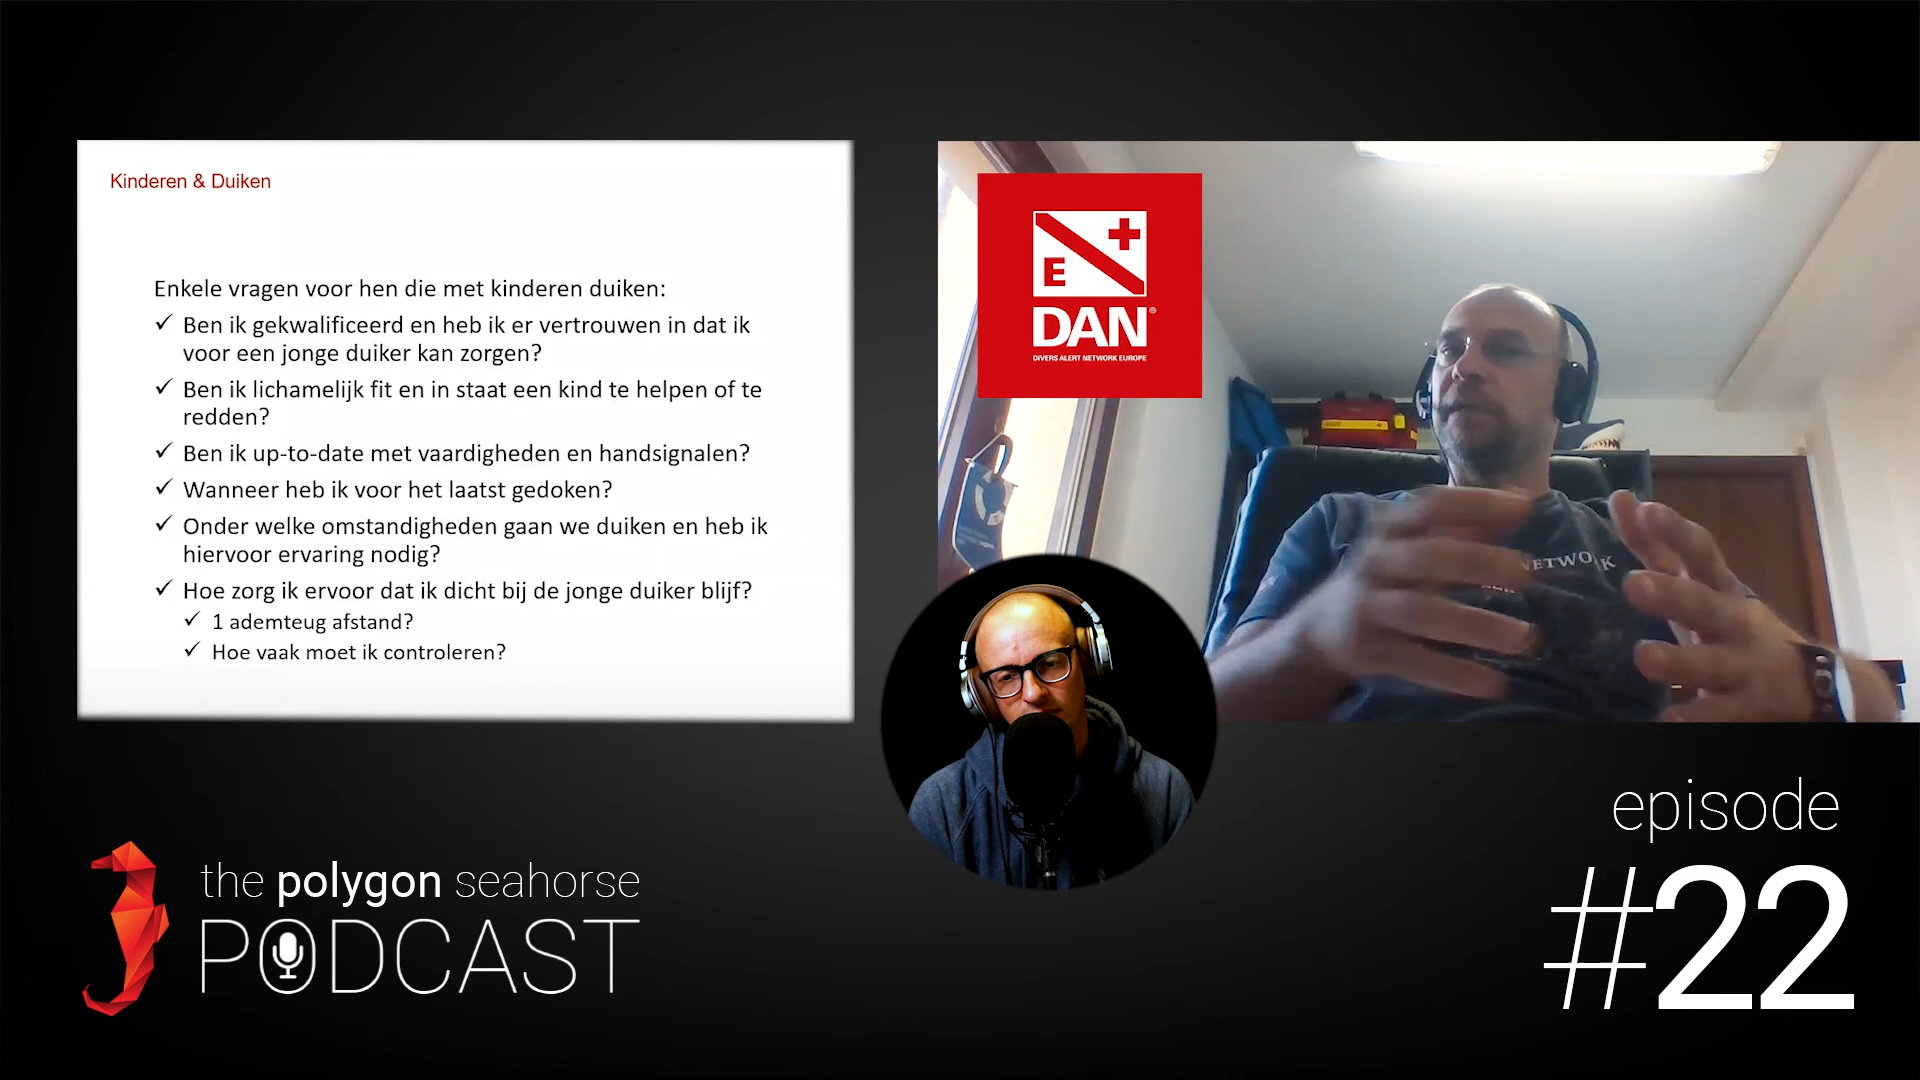 Kinderen & Duiken
Enkele vragen voor hen die met kinderen duiken:
✓ Ben ik gekwalificeerd en heb ik er vertrouwen in dat ik
voor een jonge duiker kan zorgen?
✓ Ben ik lichamelijk fit en in staat een kind te helpen of te
redden?
✓ Ben ik up-to-date met vaardigheden en handsignalen?
✓ Wanneer heb ik voor het laatst gedoken?
✓ Onder welke omstandigheden gaan we duiken en heb ik
hiervoor ervaring nodig?
✓ Hoe zorg ik ervoor dat ik dicht bij de jonge duiker blijf?
✓ 1 ademteug afstand?
✓ Hoe vaak moet ik controleren?
E
DAN®
DIVERS ALERT NETWORK EUROPE
NETWORK
the polygon seahorse
PODCAST
episode
#22